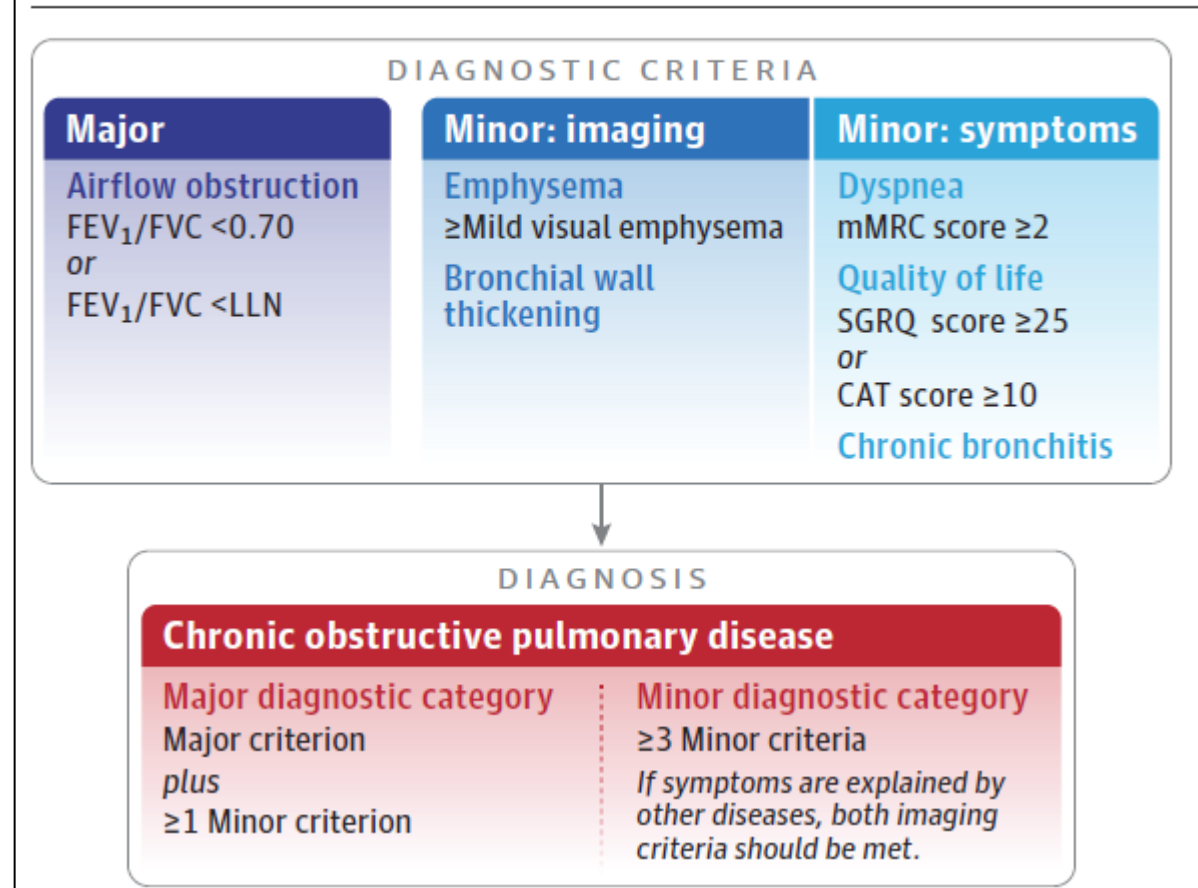 DIAGNOSTIC CRITERIA
Major
Airflow obstruction
FEV₁/FVC <0.70
or
FEV₁/FVC <LLN
Minor: imaging
Emphysema
≥Mild visual emphysema
Bronchial wall
thickening
Minor: symptoms
Dyspnea
mMRC score ≥2
Quality of life
SGRQ score ≥25
or
CAT score ≥10
Chronic bronchitis
DIAGNOSIS
Chronic obstructive pulmonary disease
Major diagnostic category
Major criterion
plus
≥1 Minor criterion
Minor diagnostic category
≥3 Minor criteria
If symptoms are explained by
other diseases, both imaging
criteria should be met.